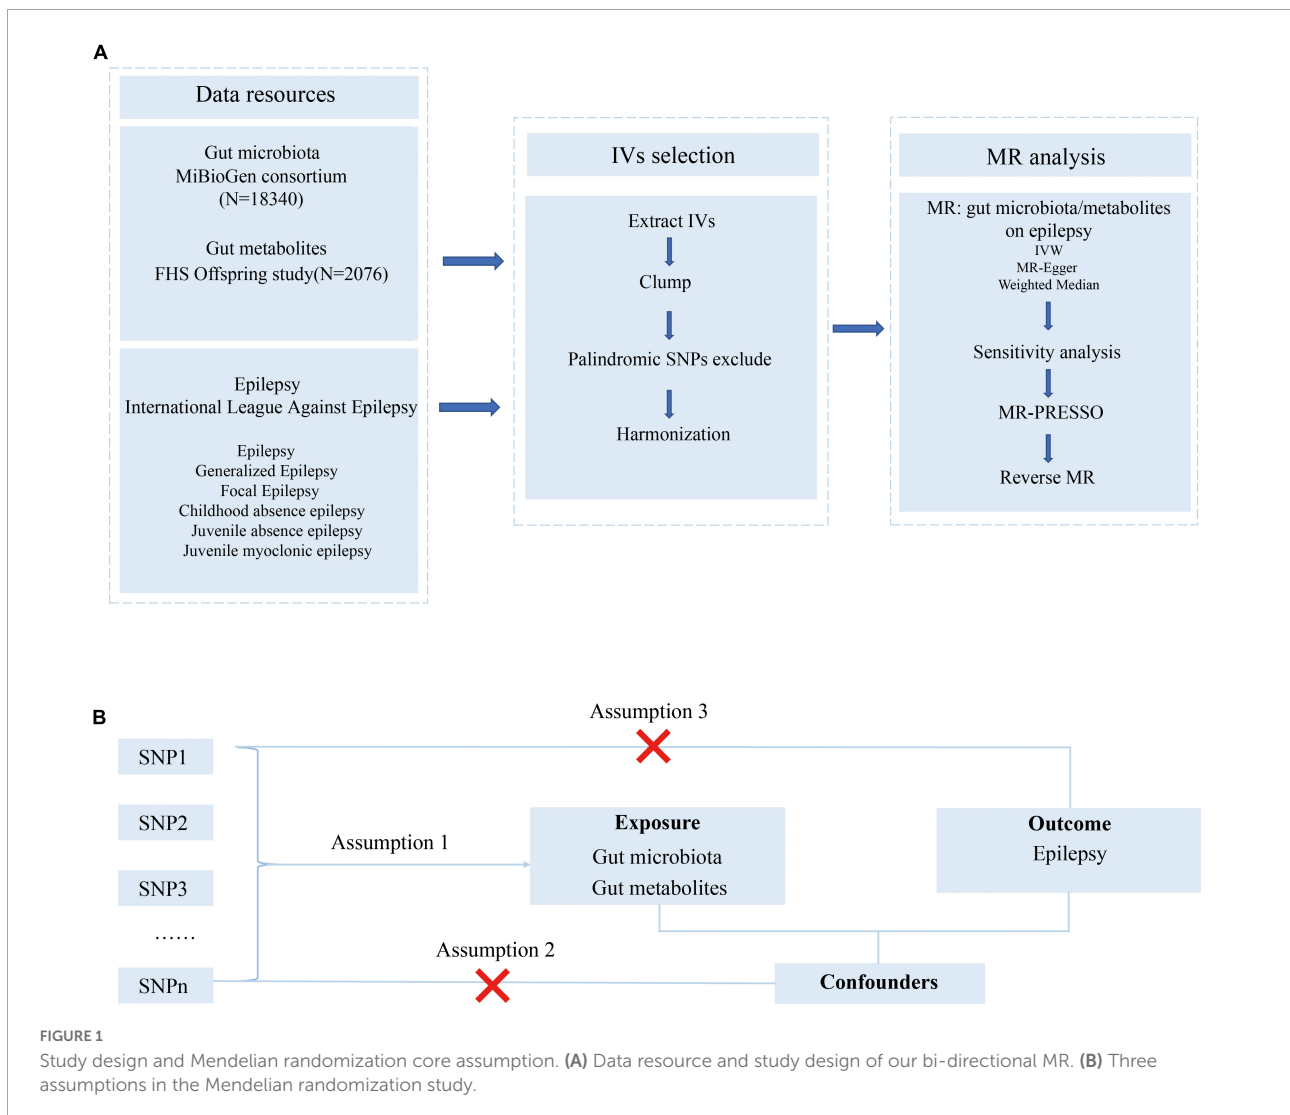 A
Data resources
Gut microbiota
MiBioGen consortium
(N=18340)
Gut metabolites
FHS Offspring study(N=2076)
Epilepsy
International League Against Epilepsy
Epilepsy
Generalized Epilepsy
Focal Epilepsy
Childhood absence epilepsy
Juvenile absence epilepsy
Juvenile myoclonic epilepsy
IVs selection
Extract IVs
Clump
Palindromic SNPs exclude
Harmonization
MR analysis
MR: gut microbiota/metabolites
on epilepsy
IVW
MR-Egger
Weighted Median
Sensitivity analysis
MR-PRESSO
Reverse MR
B
Assumption 3
SNP1
SNP2
SNP3
……
SNPn
Assumption 1
Assumption 2
Exposure
Gut microbiota
Gut metabolites
Outcome
Epilepsy
Confounders
FIGURE 1
Study design and Mendelian randomization core assumption. (A) Data resource and study design of our bi-directional MR. (B) Three
assumptions in the Mendelian randomization study.